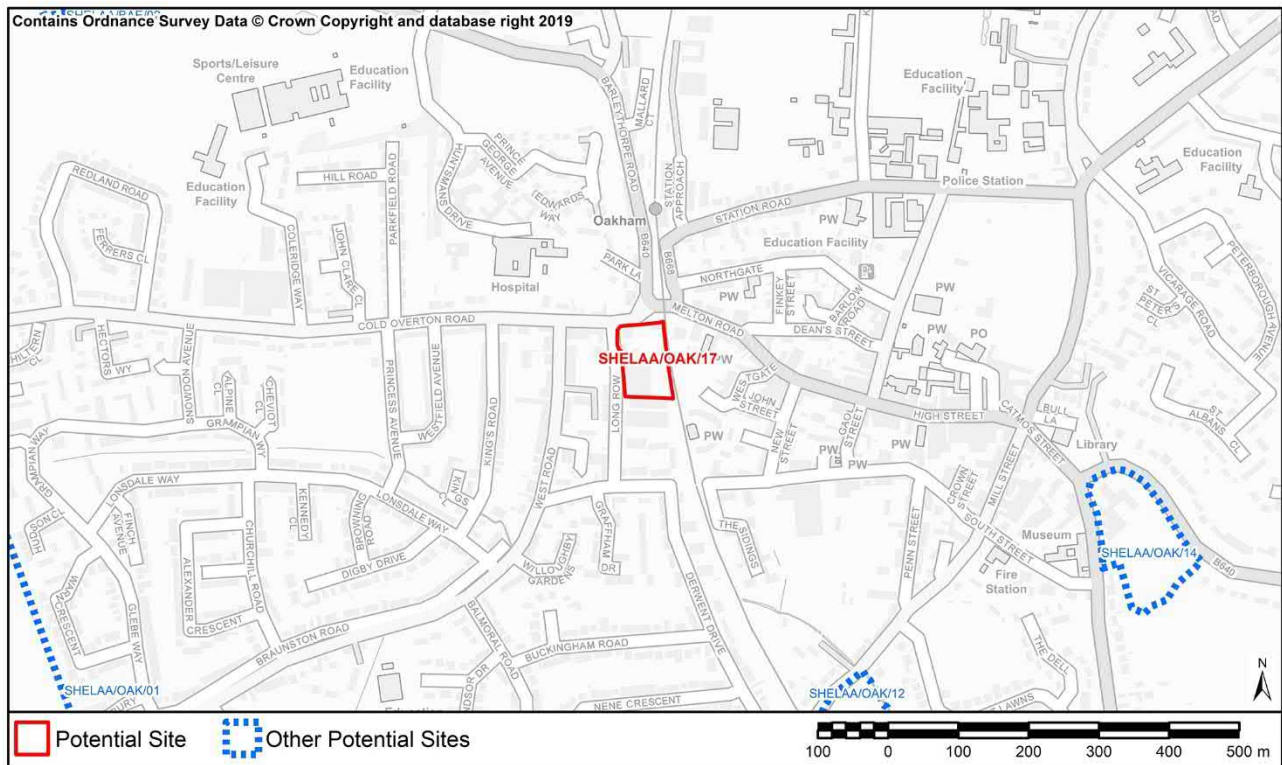 Contains Ordnance Survey Data © Crown Copyright and database right 2019
Sports/Leisure
Centre
Education
Facility
Education
Facility
BARLEYTHORPE ROAD
MALLARD
CT
STATION
APPROACH
Education
Facility
Education
Facility
REDLAND ROAD
FERRERS CL
HILL ROAD
PARKFIELD ROAD
COLERIDGE WAY
JOHN CLARE CL
HUNTSMANS DRIVE
PRINCE
GEORGE
AVENUE
EDWARDS
WAY
Oakham
Police Station
STATION ROAD
PW
Education Facility
Hospital
PARK LA
B640
B668
NORTHGATE
PW
FINKEY
STREET
BARLOW
ROAD
DEAN'S STREET
MELTON ROAD
COLD OVERTON ROAD
PW
PW
PO
PETERBOROUGH AVENUE
VICARAGE ROAD
ST
PETER'S
CL
ST
ALBANS
CL
HECTORS
WY
SNOWDON AVENUE
ALPINE
CL
CHEVIOT
CL
GRAMPIAN WY
GRAMPIAN WAY
PRINCESS AVENUE
WESTFIELD AVENUE
KING'S ROAD
LONG ROW
SHELAA/OAK/17
PW
WESTGATE
JOHN
STREET
NEW
STREET
GAOL
STREET
HIGH STREET
PW
CATMOS STREET
BULL
LA
Library
PW
PW
LONSDALE WAY
KENNEDY
CL
BROWNING
ROAD
LONSDALE WAY
KINGS
CL
WEST ROAD
GRAFFHAM
DR
HUDSON CL
FINCH
AVENUE
CHURCHILL ROAD
ALEXANDER
CRESCENT
DIGBY DRIVE
WILLOUGHBY
GARDENS
THE SIDINGS
CROWN
STREET
SOUTH STREET
MILL STREET
PENN STREET
Museum
Fire
Station
SHELAA/OAK/14
B640
CRESCENT
GLEBE WAY
BRAUNSTON ROAD
BALMORAL ROAD
BUCKINGHAM ROAD
DERWENT DRIVE
NENE CRESCENT
THE DELL
SHELAA/OAK/01
SHELAA/OAK/12
N
Potential Site
Other Potential Sites
100 0 100 200 300 400 500 m